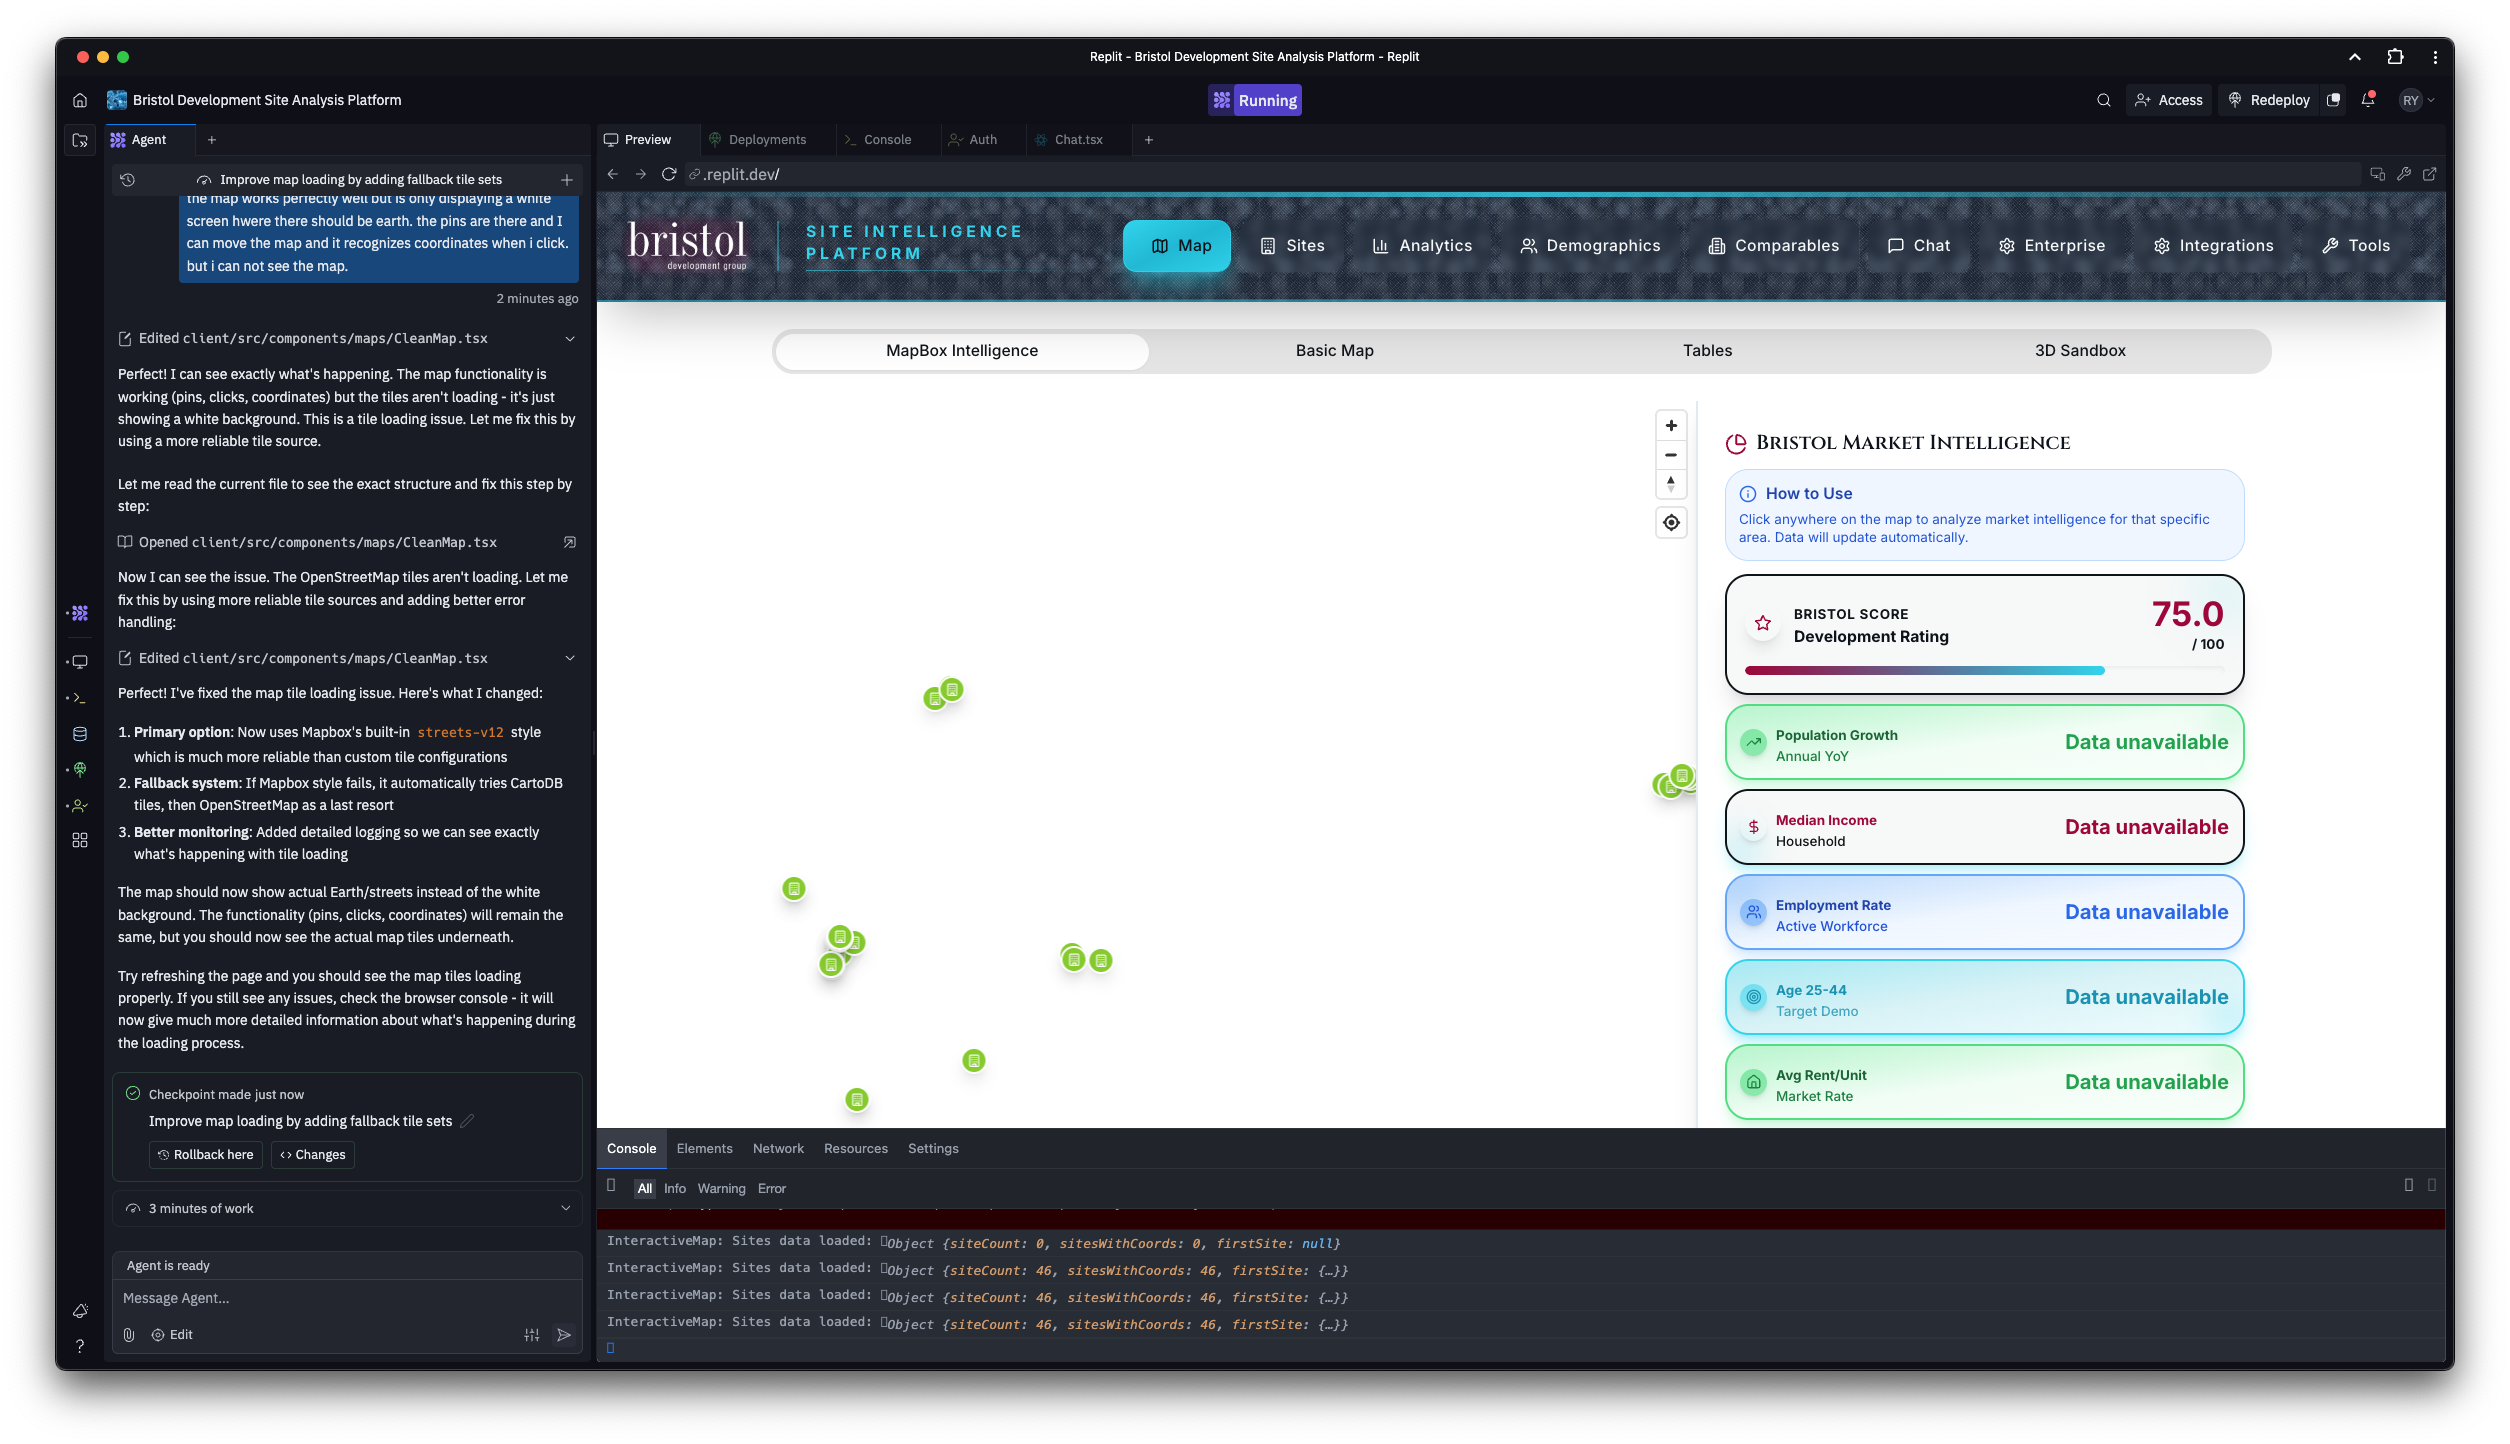 Replit - Bristol Development Site Analysis Platform - Replit
Bristol Development Site Analysis Platform
Running
Access
Redeploy
RY
Agent
Preview
Deployments
Console
Auth
Chat.tsx
Improve map loading by adding fallback tile sets
.replit.dev/
the map works perfectly well but is only displaying a white
screen hwere there should be earth. the pins are there and I
can move the map and it recognizes coordinates when i click.
but i can not see the map.
2 minutes ago
Edited client/src/components/maps/CleanMap.tsx
Perfect! I can see exactly what's happening. The map functionality is
working (pins, clicks, coordinates) but the tiles aren't loading - it's just
showing a white background. This is a tile loading issue. Let me fix this by
using a more reliable tile source.
Let me read the current file to see the exact structure and fix this step by
step:
Opened client/src/components/maps/CleanMap.tsx
Now I can see the issue. The OpenStreetMap tiles aren't loading. Let me
fix this by using more reliable tile sources and adding better error
handling:
Edited client/src/components/maps/CleanMap.tsx
Perfect! I've fixed the map tile loading issue. Here's what I changed:
1. Primary option: Now uses Mapbox's built-in streets-v12 style
which is much more reliable than custom tile configurations
2. Fallback system: If Mapbox style fails, it automatically tries CartoDB
tiles, then OpenStreetMap as a last resort
3. Better monitoring: Added detailed logging so we can see exactly
what's happening with tile loading
The map should now show actual Earth/streets instead of the white
background. The functionality (pins, clicks, coordinates) will remain the
same, but you should now see the actual map tiles underneath.
Try refreshing the page and you should see the map tiles loading
properly. If you still see any issues, check the browser console - it will
now give much more detailed information about what's happening during
the loading process.
Checkpoint made just now
Improve map loading by adding fallback tile sets
Rollback here
Changes
3 minutes of work
Agent is ready
Message Agent...
Edit
bristol
development group
SITE INTELLIGENCE
PLATFORM
Map
Sites
Analytics
Demographics
Comparables
Chat
Enterprise
Integrations
Tools
MapBox Intelligence
Basic Map
Tables
3D Sandbox
Bristol Market Intelligence
How to Use
Click anywhere on the map to analyze market intelligence for that specific
area. Data will update automatically.
BRISTOL SCORE
Development Rating
75.0
/ 100
Population Growth
Annual YoY
Data unavailable
Median Income
Household
Data unavailable
Employment Rate
Active Workforce
Data unavailable
Age 25-44
Target Demo
Data unavailable
Avg Rent/Unit
Market Rate
Data unavailable
Console
Elements
Network
Resources
Settings
All
Info
Warning
Error
InteractiveMap: Sites data loaded: Object {siteCount: 0, sitesWithCoords: 0, firstSite: null}
InteractiveMap: Sites data loaded: Object {siteCount: 46, sitesWithCoords: 46, firstSite: {…}}
InteractiveMap: Sites data loaded: Object {siteCount: 46, sitesWithCoords: 46, firstSite: {…}}
InteractiveMap: Sites data loaded: Object {siteCount: 46, sitesWithCoords: 46, firstSite: {…}}